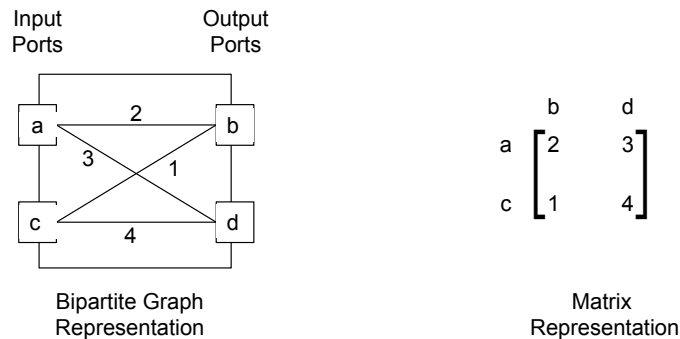 Input
Ports
Output
Ports
a
2
b
3
1
c
4
d
Bipartite Graph
Representation
b d
a 2 3
c 1 4
Matrix
Representation